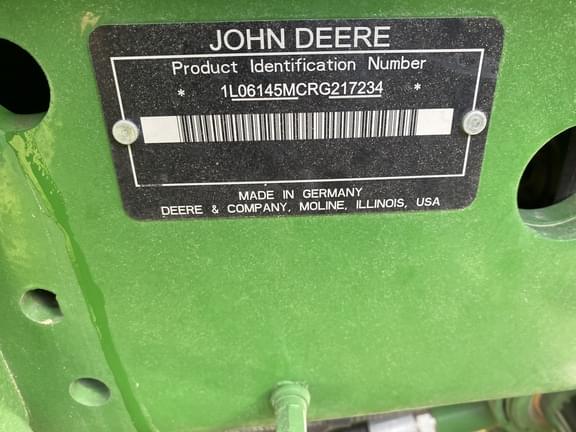 JOHN DEERE
Product Identification Number
* 1L06145MCRG217234 *
MADE IN GERMANY
DEERE & COMPANY, MOLINE, ILLINOIS, USA